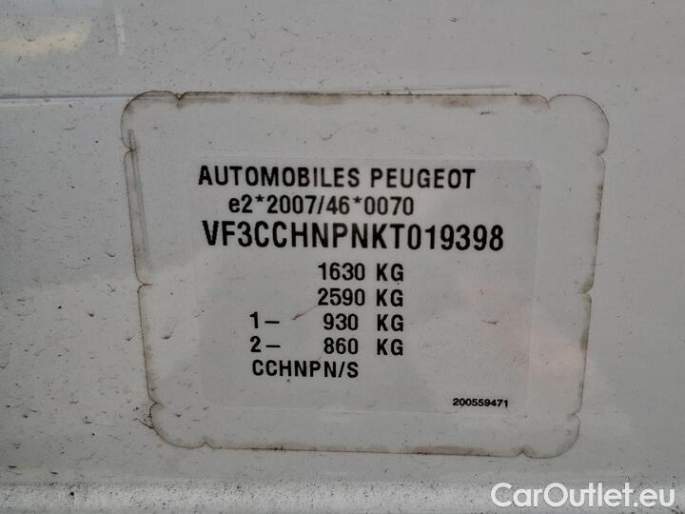 AUTOMOBILES PEUGEOT
e2*2007/46*0070
VF3CCHNPNKT019398
1630 KG
2590 KG
1- 930 KG
2- 860 KG
CCHNPN/S
200559471
CarOutlet.eu